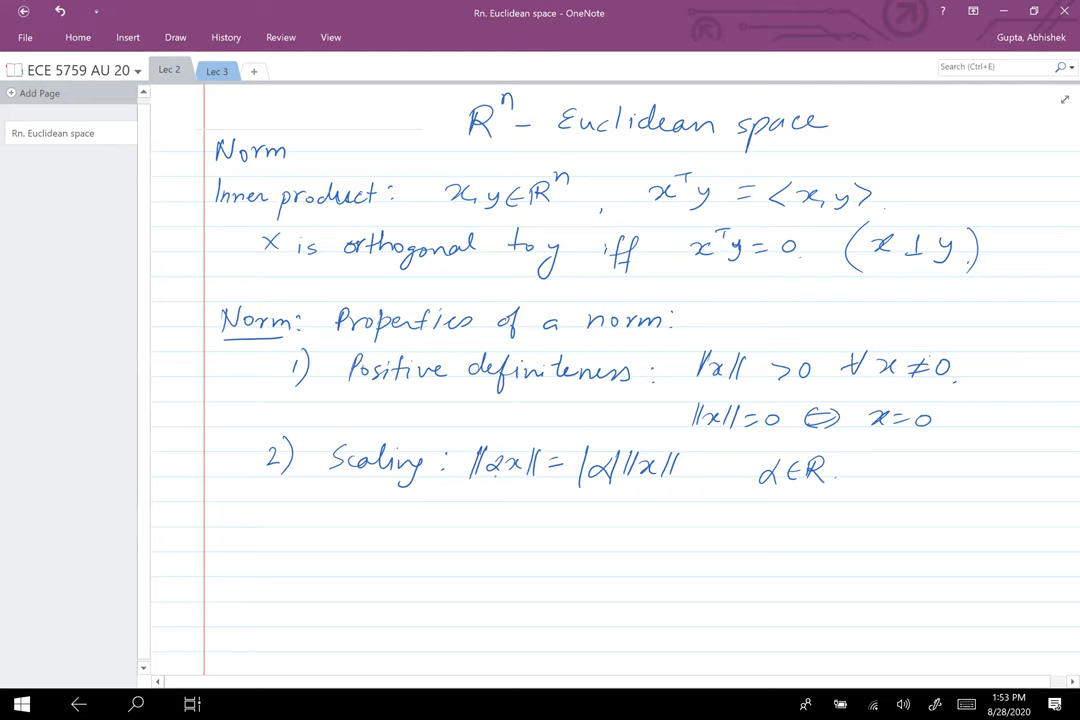 Rn. Euclidean space - OneNote
File Home Insert Draw History Review View
Gupta, Abhishek
ECE 5759 AU 20
Lec 2
Lec 3
Search (Ctrl+E)
Add Page
Rn. Euclidean space
ℝⁿ - Euclidean space
Norm
Inner product: x, y ∈ ℝⁿ, xᵀy = <x, y>.
x is orthogonal to y iff xᵀy = 0. (x ⊥ y.)
Norm: Properties of a norm:
1) Positive definiteness: ||x|| > 0 ∀ x ≠ 0.
||x|| = 0 ⇔ x = 0
2) Scaling: ||αx|| = |α| ||x|| α ∈ ℝ.
1:53 PM
8/28/2020